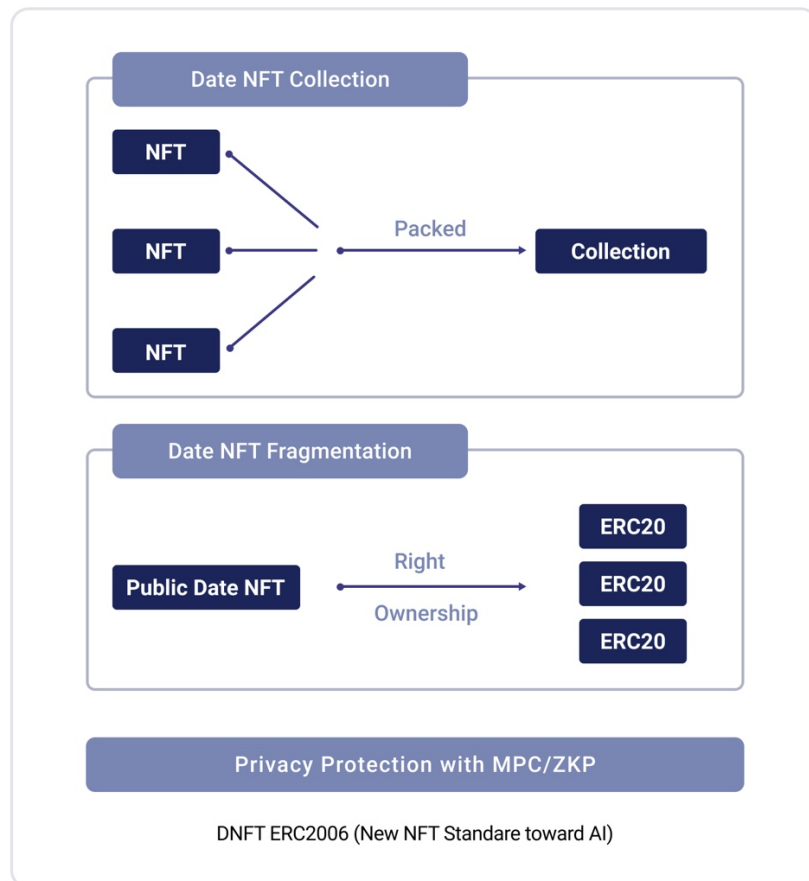 Date NFT Collection
NFT
NFT
NFT
Packed
Collection
Date NFT Fragmentation
Public Date NFT
Right
Ownership
ERC20
ERC20
ERC20
Privacy Protection with MPC/ZKP
DNFT ERC2006 (New NFT Standare toward AI)